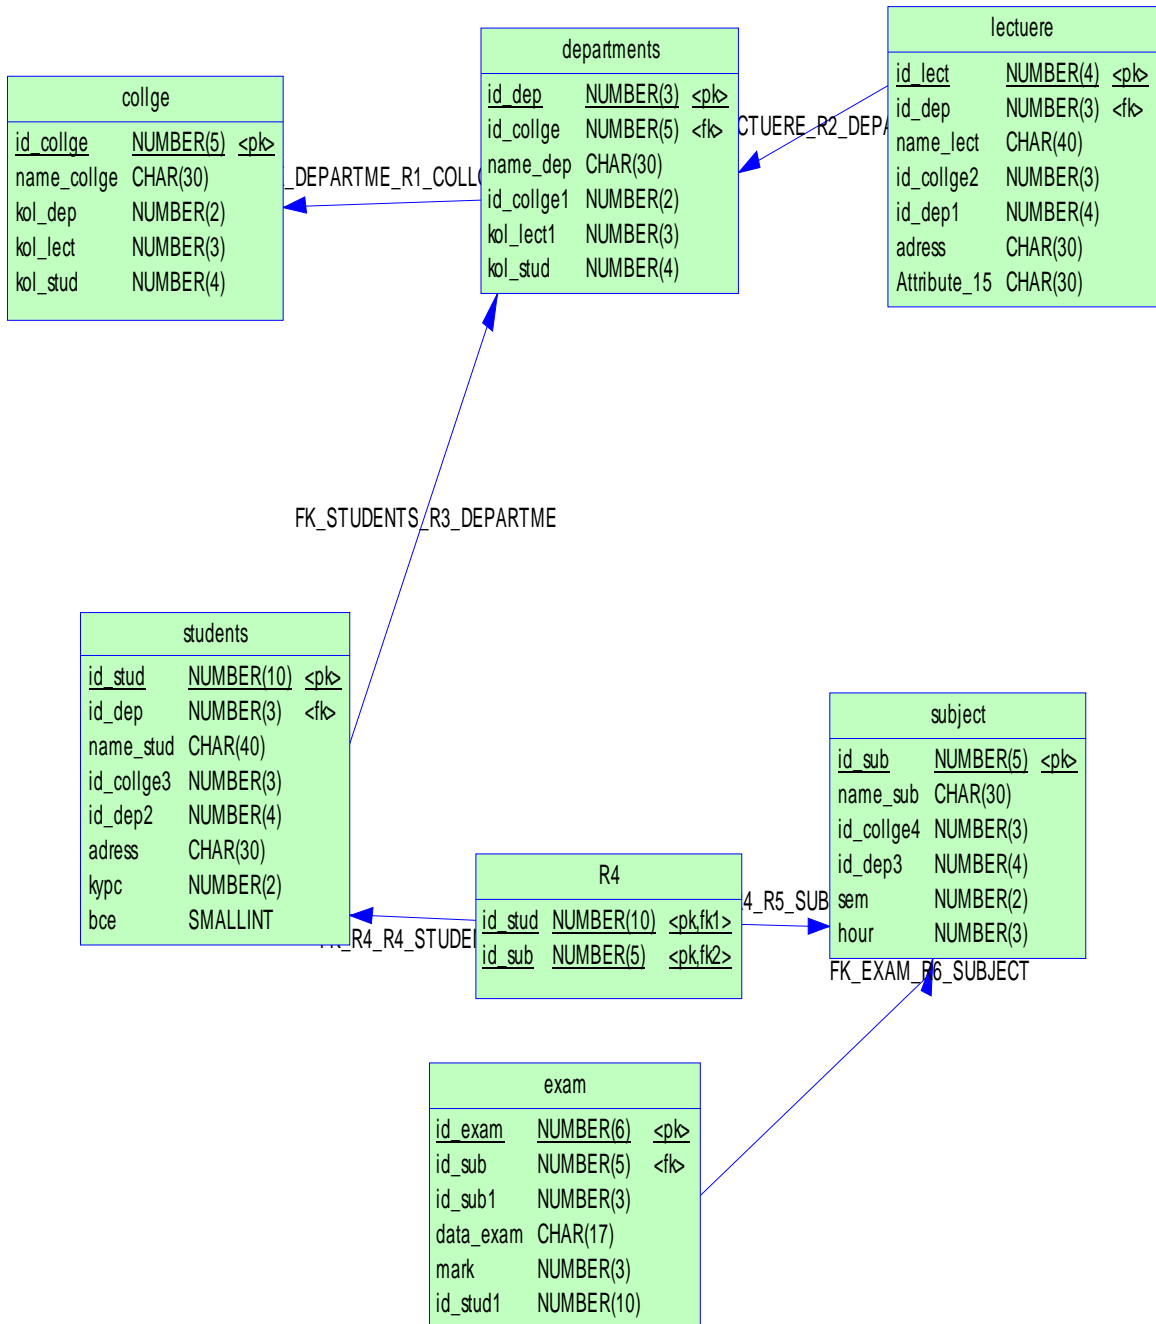 collge
id_collge NUMBER(5) <pk>
name_collge CHAR(30)
kol_dep NUMBER(2)
kol_lect NUMBER(3)
kol_stud NUMBER(4)
_DEPARTME_R1_COLL
departments
id_dep NUMBER(3) <pk>
id_collge NUMBER(5) <fk>
name_dep CHAR(30)
id_collge1 NUMBER(2)
kol_lect1 NUMBER(3)
kol_stud NUMBER(4)
CTUERE_R2_DEPA
lectuere
id_lect NUMBER(4) <pk>
id_dep NUMBER(3) <fk>
name_lect CHAR(40)
id_collge2 NUMBER(3)
id_dep1 NUMBER(4)
adress CHAR(30)
Attribute_15 CHAR(30)
FK_STUDENTS_R3_DEPARTME
students
id_stud NUMBER(10) <pk>
id_dep NUMBER(3) <fk>
name_stud CHAR(40)
id_collge3 NUMBER(3)
id_dep2 NUMBER(4)
adress CHAR(30)
kypc NUMBER(2)
bce SMALLINT
FK_R4_R4_STUDE
R4
id_stud NUMBER(10) <pk,fk1>
id_sub NUMBER(5) <pk,fk2>
4_R5_SUB
subject
id_sub NUMBER(5) <pk>
name_sub CHAR(30)
id_collge4 NUMBER(3)
id_dep3 NUMBER(4)
sem NUMBER(2)
hour NUMBER(3)
FK_EXAM_R6_SUBJECT
exam
id_exam NUMBER(6) <pk>
id_sub NUMBER(5) <fk>
id_sub1 NUMBER(3)
data_exam CHAR(17)
mark NUMBER(3)
id_stud1 NUMBER(10)